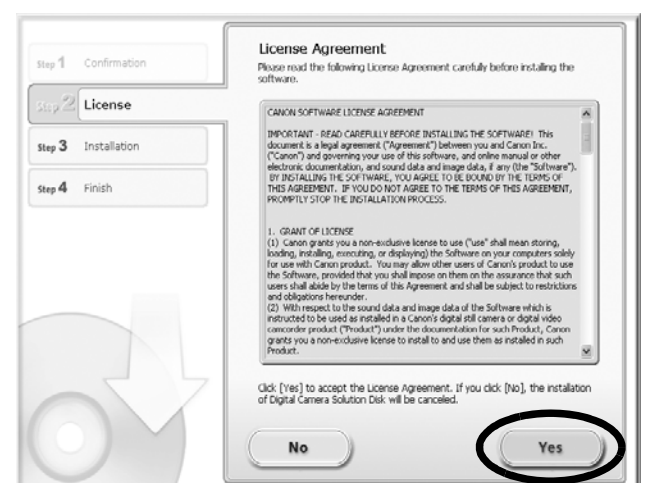 Step 1 Confirmation
Step 2 License
Step 3 Installation
Step 4 Finish
License Agreement
Please read the following License Agreement carefully before installing the
software.
CANON SOFTWARE LICENSE AGREEMENT
IMPORTANT - READ CAREFULLY BEFORE INSTALLING THE SOFTWARE! This
document is a legal agreement ("Agreement") between you and Canon Inc.
("Canon") and governing your use of this software, and online manual or other
electronic documentation, and sound data and image data, if any (the "Software").
BY INSTALLING THE SOFTWARE, YOU AGREE TO BE BOUND BY THE TERMS OF
THIS AGREEMENT. IF YOU DO NOT AGREE TO THE TERMS OF THIS AGREEMENT,
PROMPTLY STOP THE INSTALLATION PROCESS.
1. GRANT OF LICENSE
(1) Canon grants you a non-exclusive license to use ("use" shall mean storing,
loading, installing, executing, or displaying) the Software on your computers solely
for use with Canon product. You may allow other users of Canon's product to use
the Software, provided that you shall impose on them on the assurance that such
users shall abide by the terms of this Agreement and shall be subject to restrictions
and obligations hereunder.
(2) With respect to the sound data and image data of the Software which is
instructed to be used as installed in a Canon's digital still camera or digital video
camcorder product ("Product") under the documentation for such Product, Canon
grants you a non-exclusive license to install to and use them as installed in such
Product.
Click [Yes] to accept the License Agreement. If you click [No], the installation
of Digital Camera Solution Disk will be canceled.
No
Yes